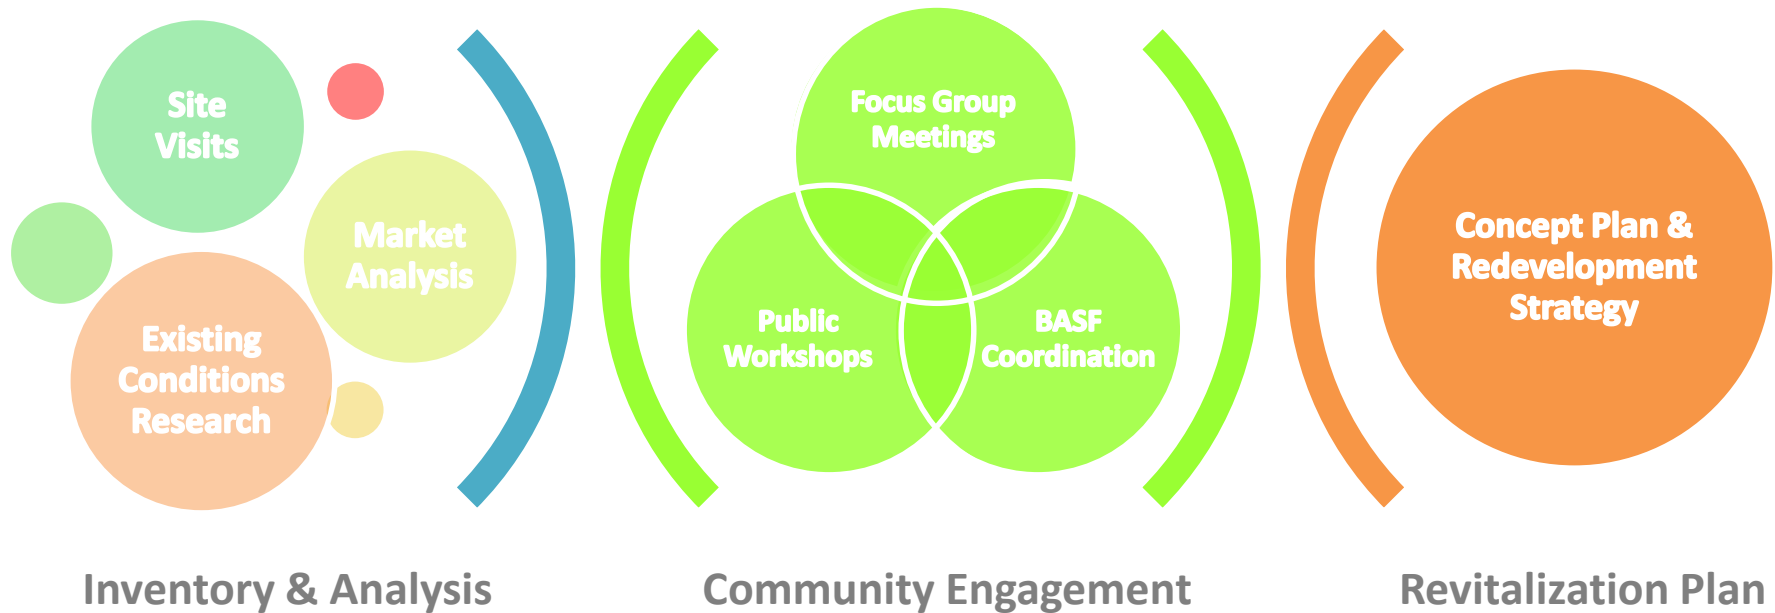 Site
Visits
Market
Analysis
Existing
Conditions
Research
Inventory & Analysis
Focus Group
Meetings
Public
Workshops
BASF
Coordination
Community Engagement
Concept Plan &
Redevelopment
Strategy
Revitalization Plan